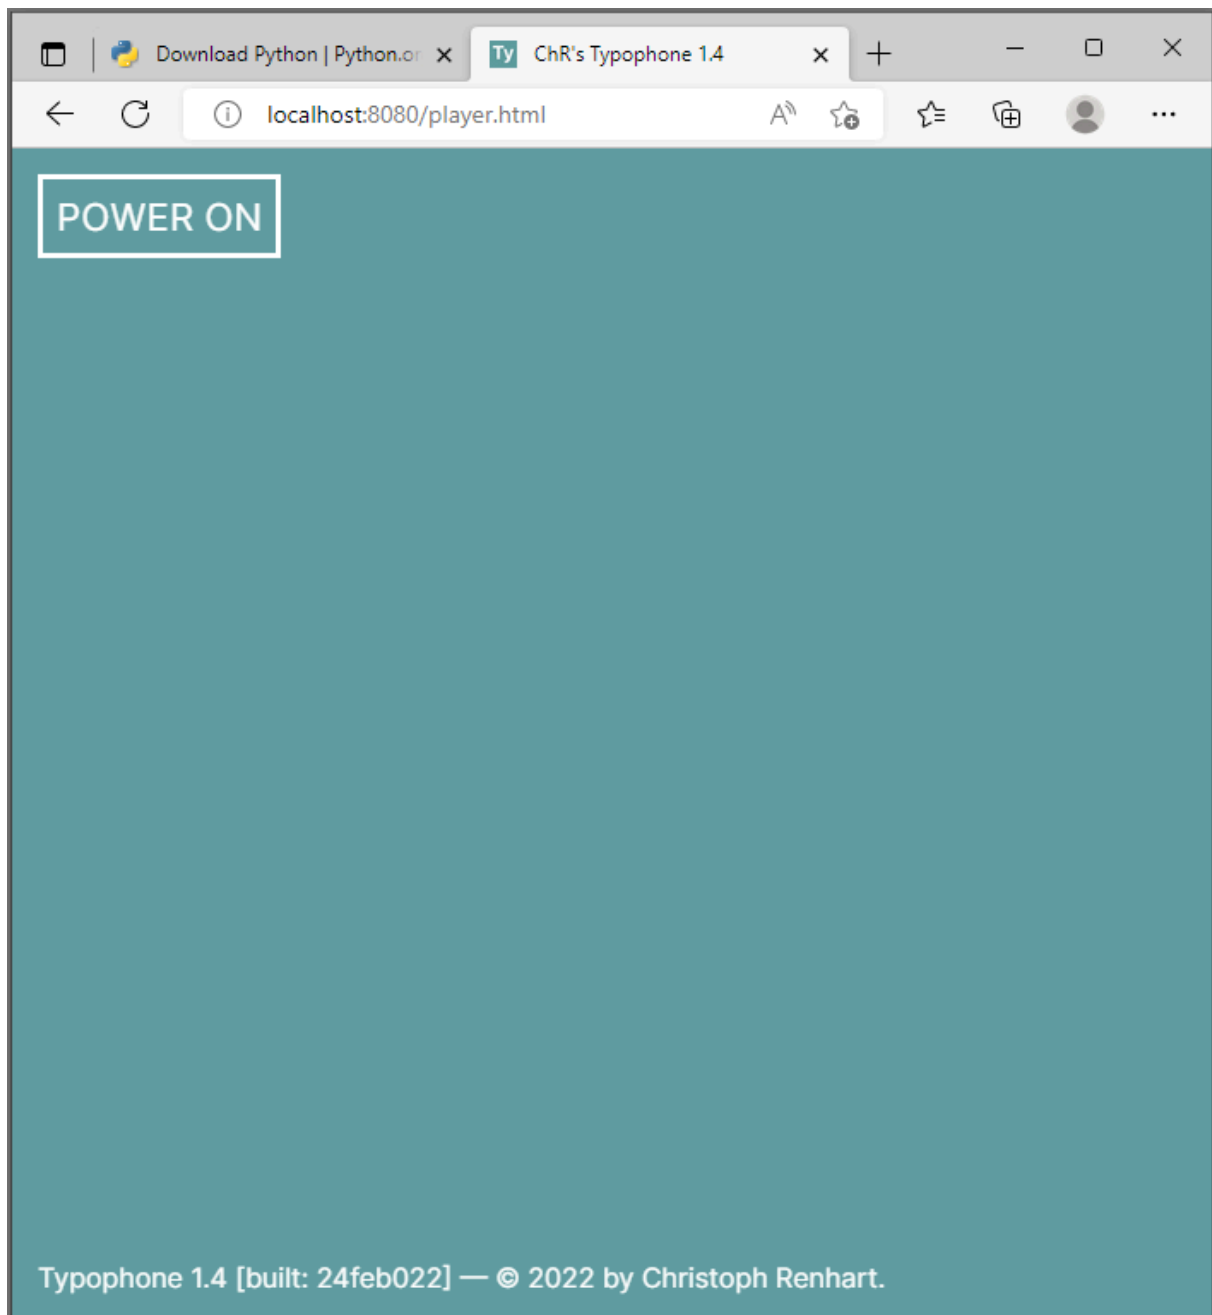 Download Python | Python.or
Ty ChR's Typophone 1.4
localhost:8080/player.html
POWER ON
Typophone 1.4 [built: 24feb022] — © 2022 by Christoph Renhart.